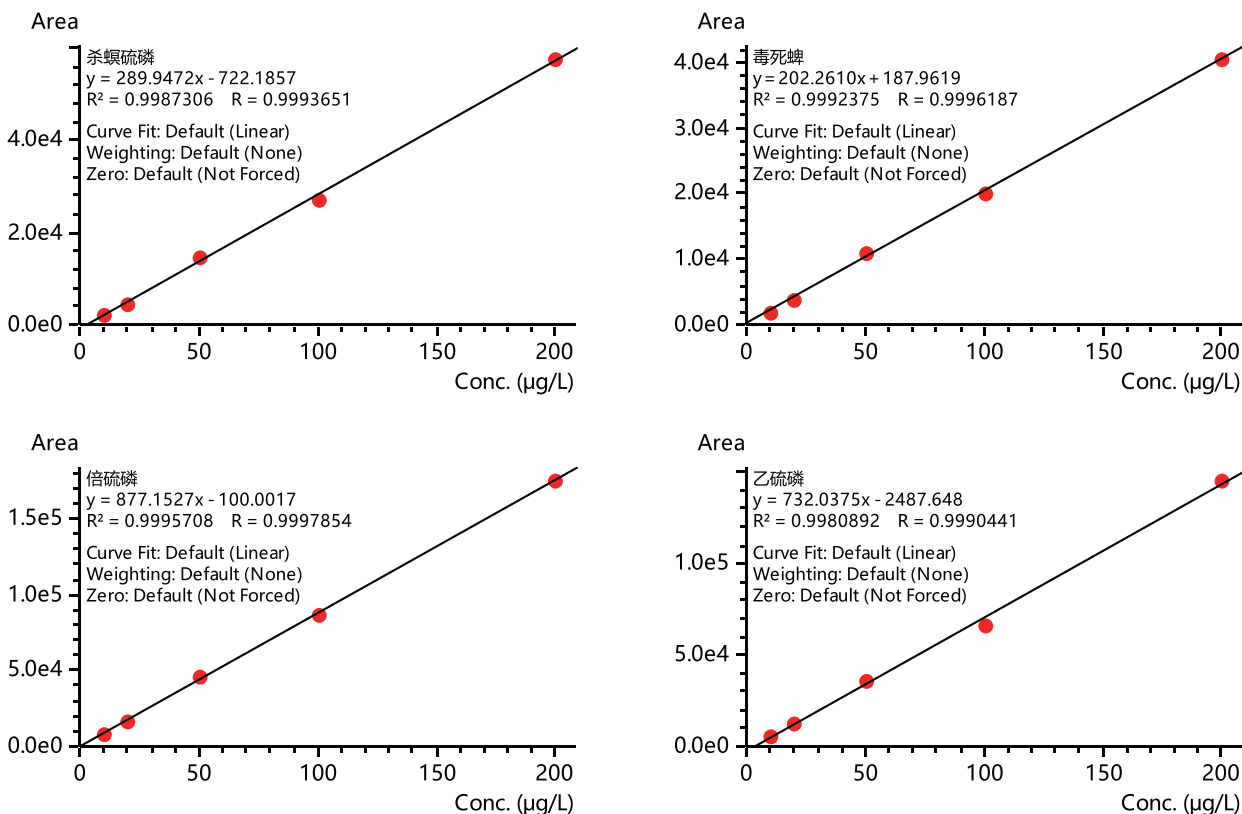 Area
杀螟硫磷
y = 289.9472x - 722.1857
R² = 0.9987306 R = 0.9993651
Curve Fit: Default (Linear)
Weighting: Default (None)
Zero: Default (Not Forced)
4.0e4
2.0e4
0.0e0
0 50 100 150 200
Conc. (µg/L)
Area
毒死蜱
y = 202.2610x + 187.9619
R² = 0.9992375 R = 0.9996187
Curve Fit: Default (Linear)
Weighting: Default (None)
Zero: Default (Not Forced)
4.0e4
3.0e4
2.0e4
1.0e4
0.0e0
0 50 100 150 200
Conc. (µg/L)
Area
倍硫磷
y = 877.1527x - 100.0017
R² = 0.9995708 R = 0.9997854
Curve Fit: Default (Linear)
Weighting: Default (None)
Zero: Default (Not Forced)
1.5e5
1.0e5
5.0e4
0.0e0
0 50 100 150 200
Conc. (µg/L)
Area
乙硫磷
y = 732.0375x - 2487.648
R² = 0.9980892 R = 0.9990441
Curve Fit: Default (Linear)
Weighting: Default (None)
Zero: Default (Not Forced)
1.0e5
5.0e4
0.0e0
0 50 100 150 200
Conc. (µg/L)